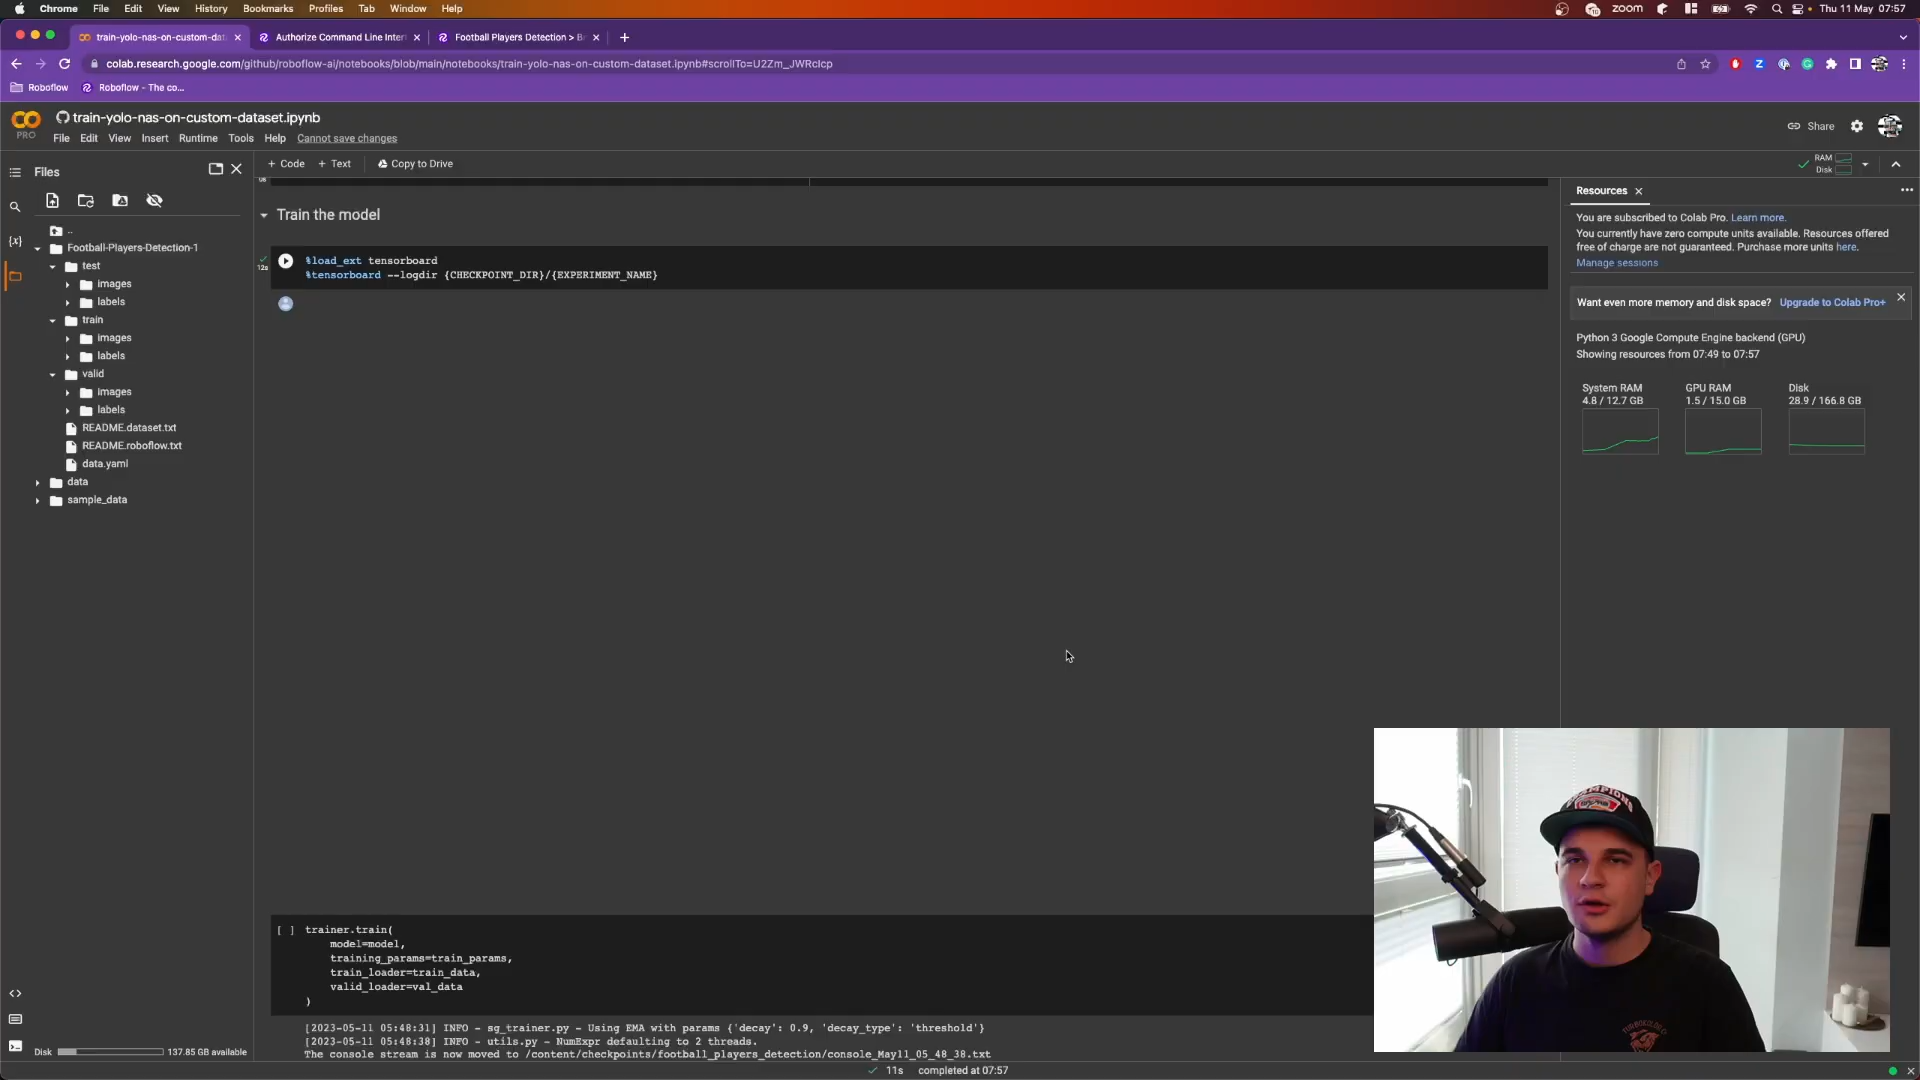 Chrome File Edit View History Bookmarks Profiles Tab Window Help
zoom Thu 11 May 07:57
train-yolo-nas-on-custom-dat
Authorize Command Line Inter
Football Players Detection > B
colab.research.google.com/github/roboflow-ai/notebooks/blob/main/notebooks/train-yolo-nas-on-custom-dataset.ipynb#scrollTo=U2Zm_JWRcIcp
Roboflow Roboflow - The co...
PRO
train-yolo-nas-on-custom-dataset.ipynb
File Edit View Insert Runtime Tools Help Cannot save changes
Share
Files
+ Code + Text Copy to Drive
RAM
Disk
..
Football-Players-Detection-1
test
images
labels
train
images
labels
valid
images
labels
README.dataset.txt
README.roboflow.txt
data.yaml
data
sample_data
Disk 137.85 GB available
0s
Train the model
12s
%load_ext tensorboard
%tensorboard --logdir {CHECKPOINT_DIR}/{EXPERIMENT_NAME}
[ ] trainer.train(
model=model,
training_params=train_params,
train_loader=train_data,
valid_loader=val_data
)
[2023-05-11 05:48:31] INFO - sg_trainer.py - Using EMA with params {'decay': 0.9, 'decay_type': 'threshold'}
[2023-05-11 05:48:38] INFO - utils.py - NumExpr defaulting to 2 threads.
The console stream is now moved to /content/checkpoints/football_players_detection/console_May11_05_48_38.txt
11s completed at 07:57
Resources
You are subscribed to Colab Pro. Learn more.
You currently have zero compute units available. Resources offered
free of charge are not guaranteed. Purchase more units here.
Manage sessions
Want even more memory and disk space? Upgrade to Colab Pro+
Python 3 Google Compute Engine backend (GPU)
Showing resources from 07:49 to 07:57
System RAM
4.8 / 12.7 GB
GPU RAM
1.5 / 15.0 GB
Disk
28.9 / 166.8 GB
CHAMPIONS